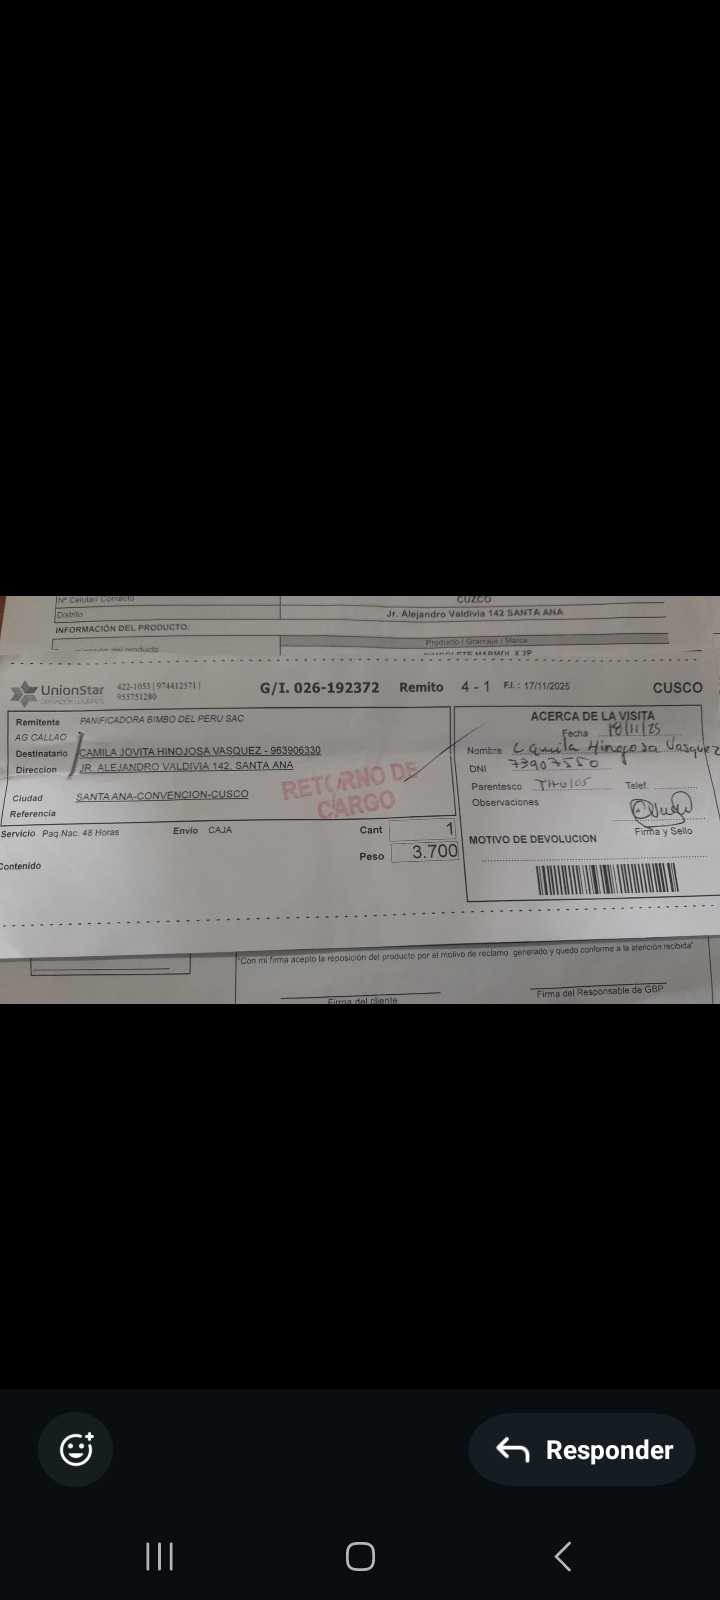 Nº Celular/ Contacto
CUZCO
Distrito
Jr. Alejandro Valdivia 142 SANTA ANA
INFORMACIÓN DEL PRODUCTO:
Producto / Gramaje / Marca
del producto
UnionStar
422-1053 | 974412571 |
955751280
G/I. 026-192372 Remito 4 - 1 F.I. : 17/11/2025 CUSCO
Remitente PANIFICADORA BIMBO DEL PERU SAC
AG CALLAO
Destinatario CAMILA JOVITA HINOJOSA VASQUEZ - 963906330
Direccion JR. ALEJANDRO VALDIVIA 142, SANTA ANA
RETORNO DE
CARGO
Ciudad SANTA ANA-CONVENCION-CUSCO
Referencia
Servicio Paq.Nac. 48 Horas Envío CAJA Cant 1
Peso 3.700
Contenido
ACERCA DE LA VISITA
Fecha 18/11/25
Nombre Camila Hinojosa Vasquez
DNI 73907550
Parentesco Telef.
Observaciones
Firma y Sello
MOTIVO DE DEVOLUCION
"Con mi firma acepto la reposición del producto por el motivo de reclamo generado y quedo conforme a la atención recibida"
Firma del cliente
Firma del Responsable de GBP
Responder